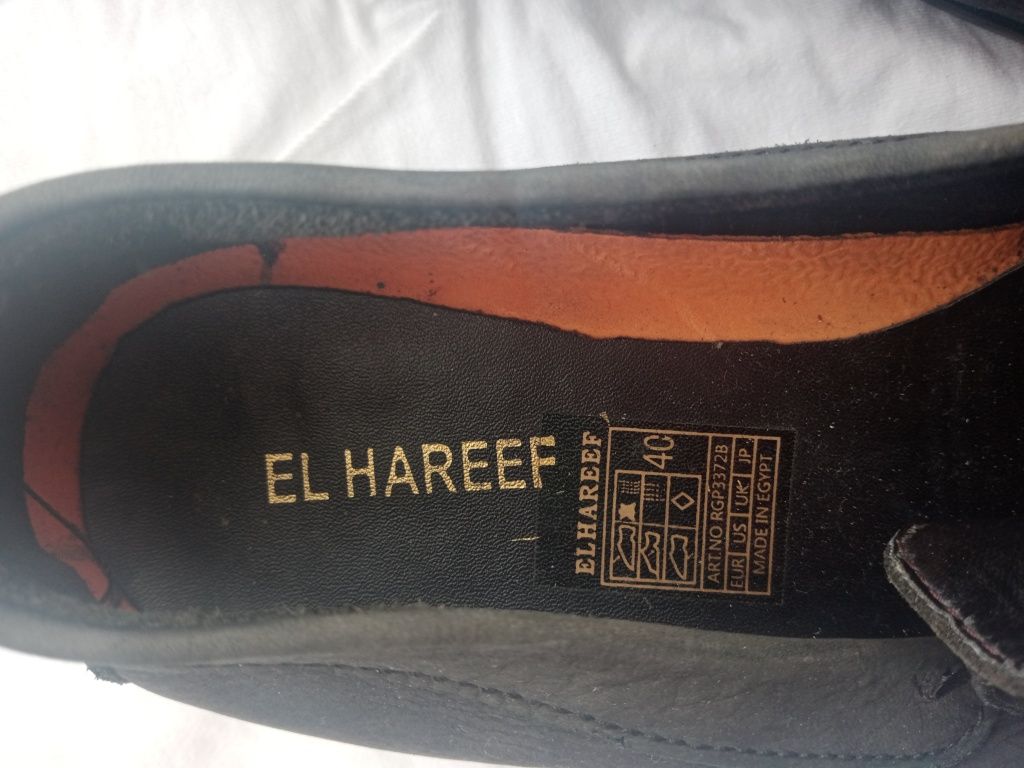 EL HAREEF
ELHAREEF
40
ART.NO RGP3372B
EUR US UK JP
MADE IN EGYPT